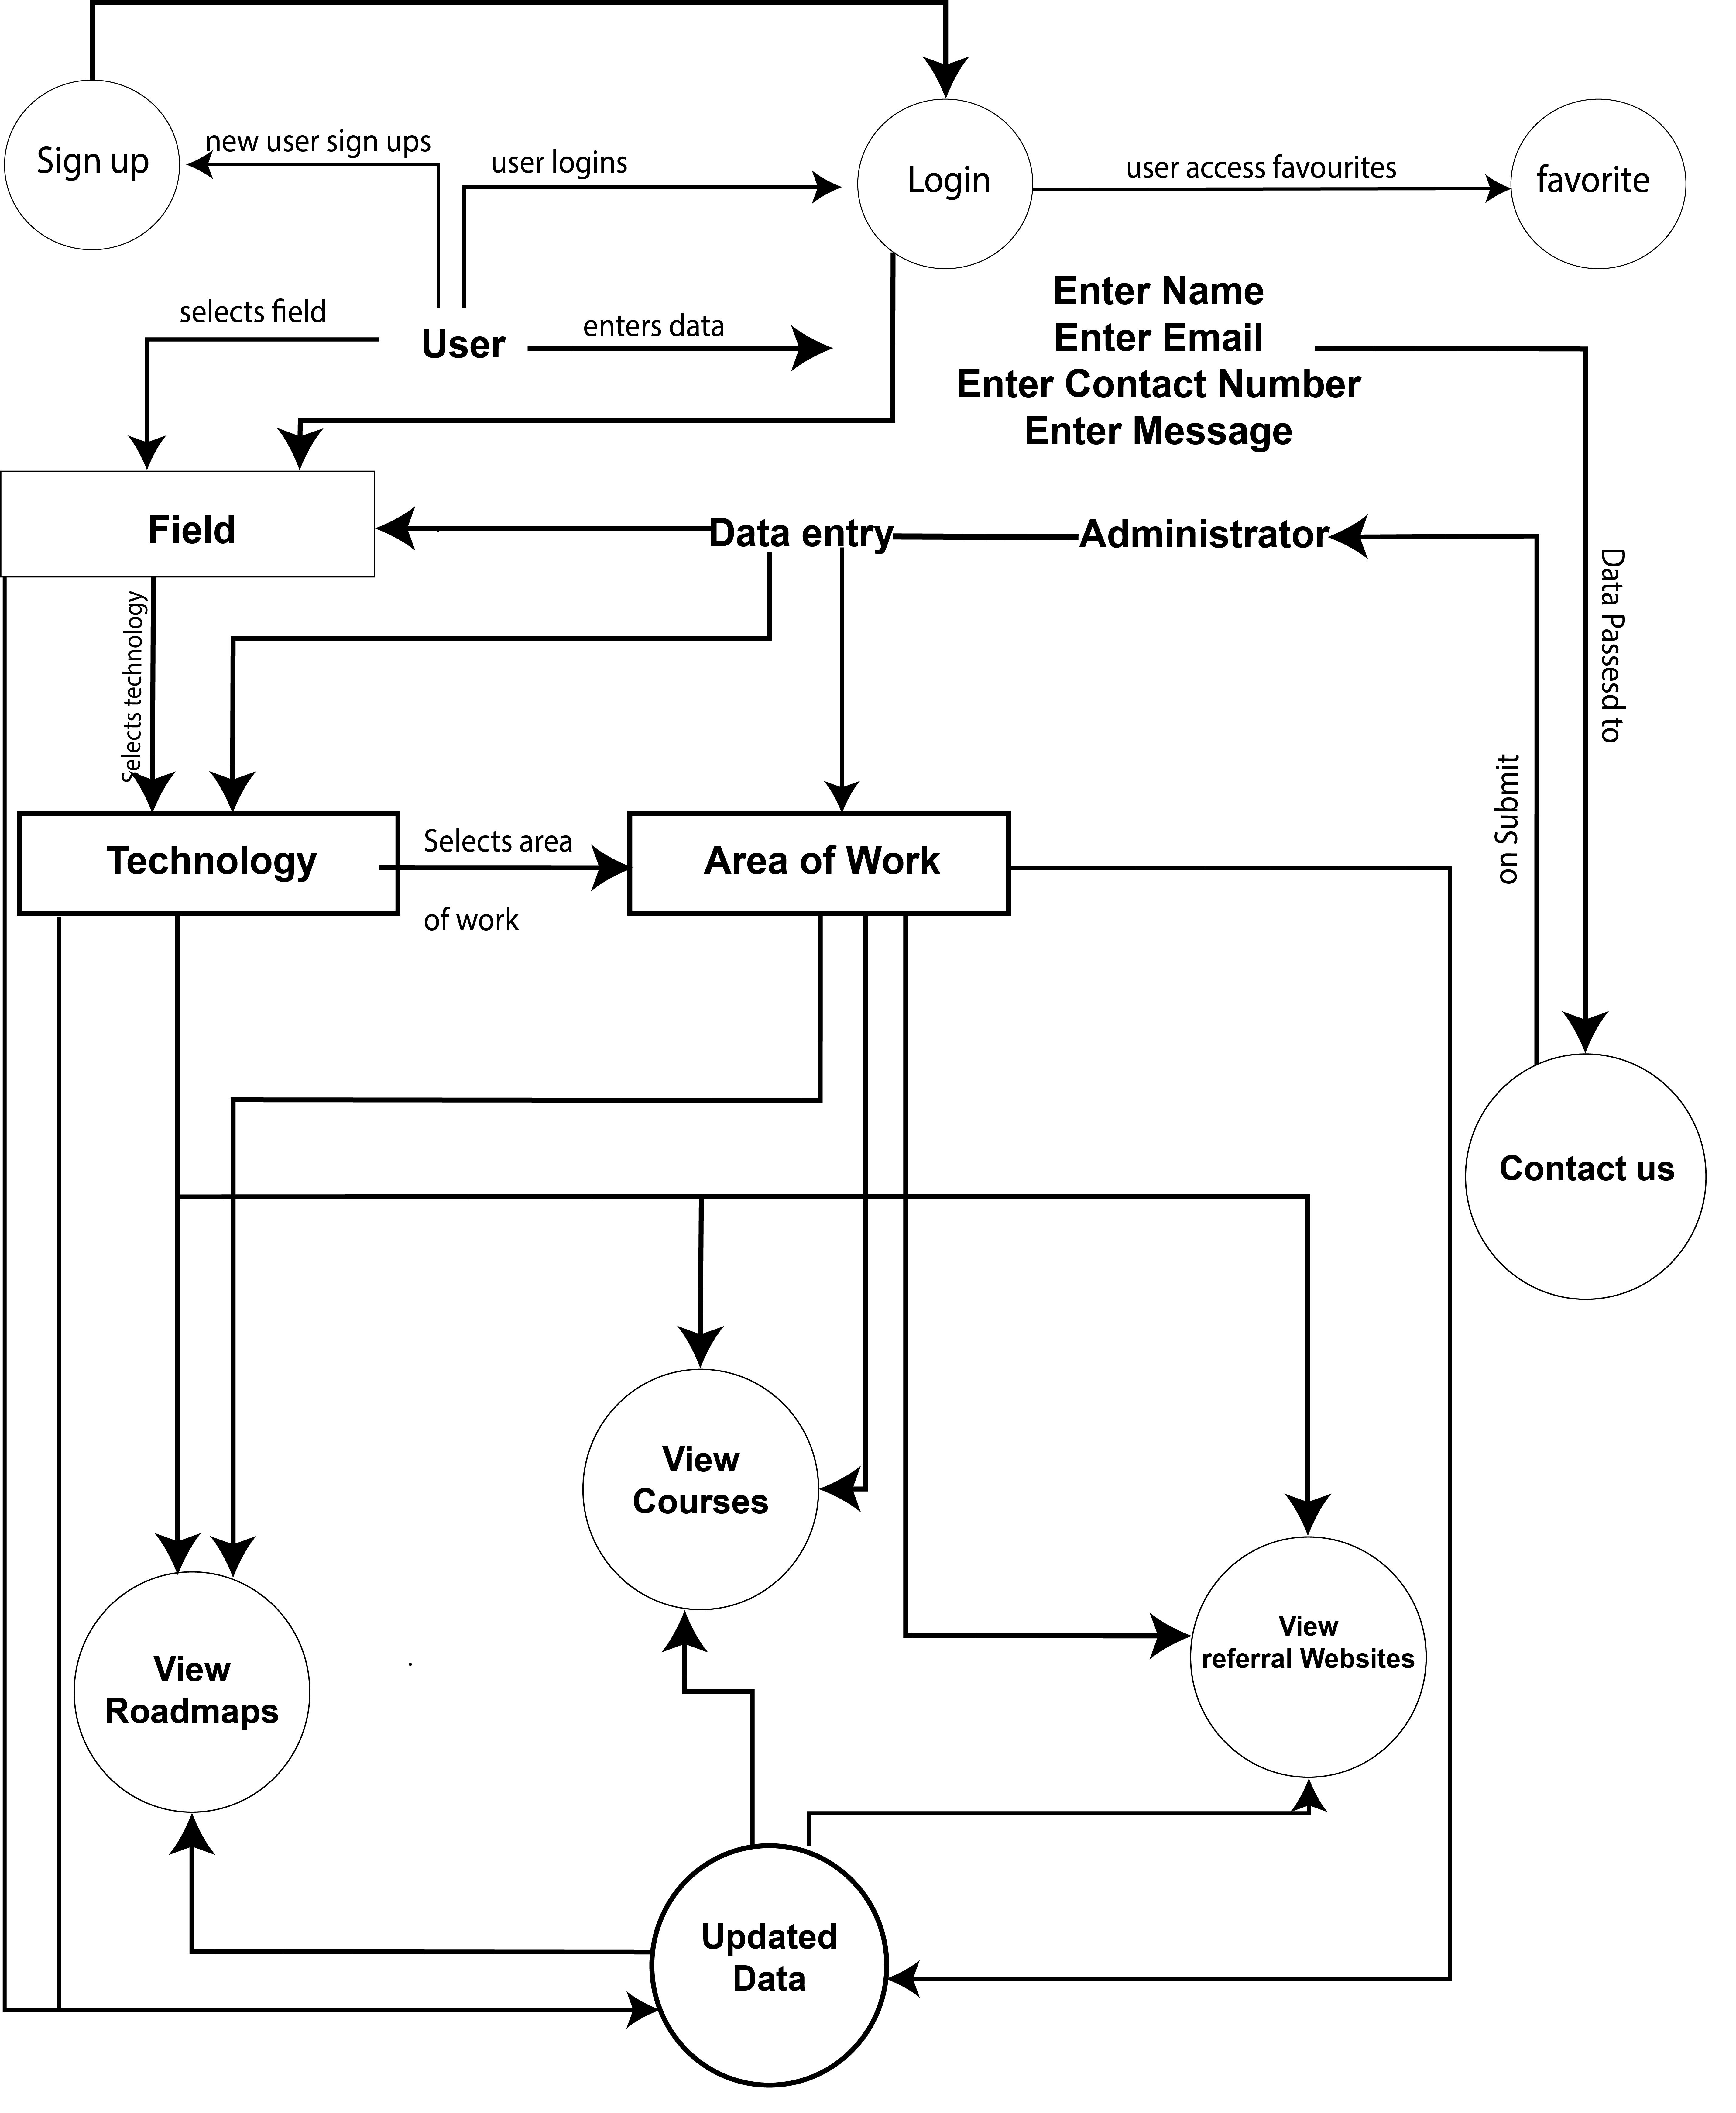 Sign up
new user sign ups
user logins
Login
user access favourites
favorite
selects field
User
enters data
Enter Name
Enter Email
Enter Contact Number
Enter Message
Field
Data entry
Administrator
Data Passesd to
Selects technology
on Submit
Technology
Selects area
of work
Area of Work
Contact us
View
Courses
View
referral Websites
View
Roadmaps
Updated
Data